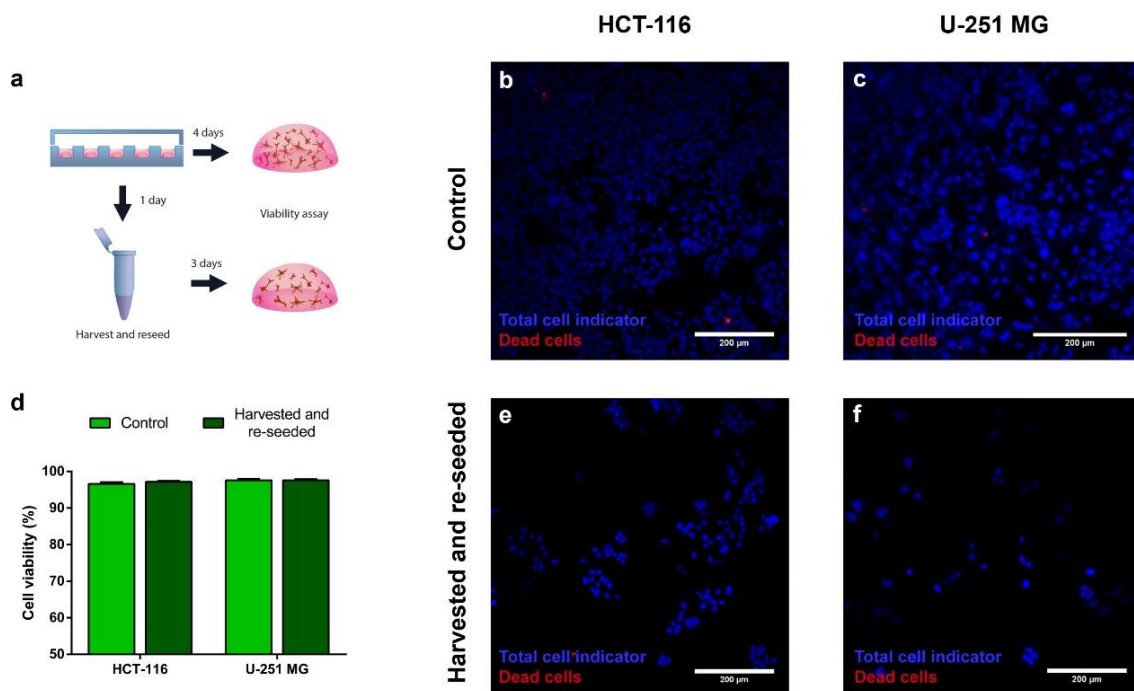 HCT-116
U-251 MG
a
4 days
1 day
Viability assay
3 days
Harvest and reseed
Control
b
Total cell indicator
Dead cells
200 µm
c
Total cell indicator
Dead cells
200 µm
d
Control
Harvested and
re-seeded
Cell viability (%)
100
90
80
70
60
50
HCT-116
U-251 MG
Harvested and re-seeded
e
Total cell indicator
Dead cells
200 µm
f
Total cell indicator
Dead cells
200 µm